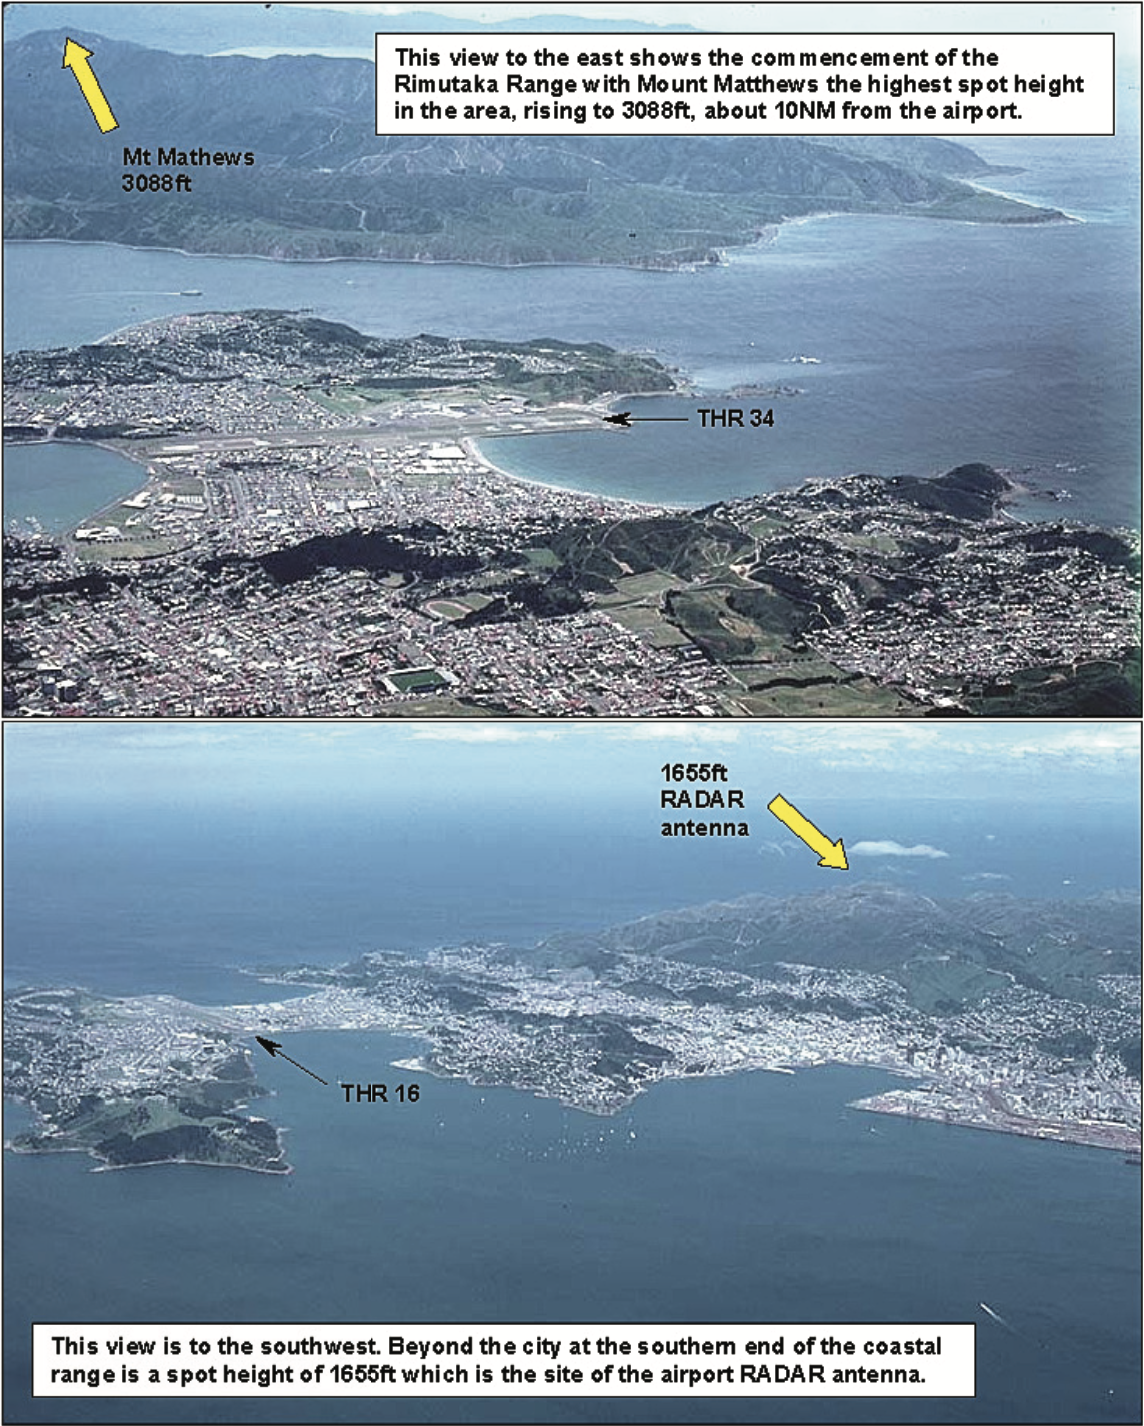 This view to the east shows the commencement of the
Rimutaka Range with Mount Matthews the highest spot height
in the area, rising to 3088ft, about 10NM from the airport.
Mt Mathews
3088ft
THR 34
1655ft
RADAR
antenna
THR 16
This view is to the southwest. Beyond the city at the southern end of the coastal
range is a spot height of 1655ft which is the site of the airport RADAR antenna.